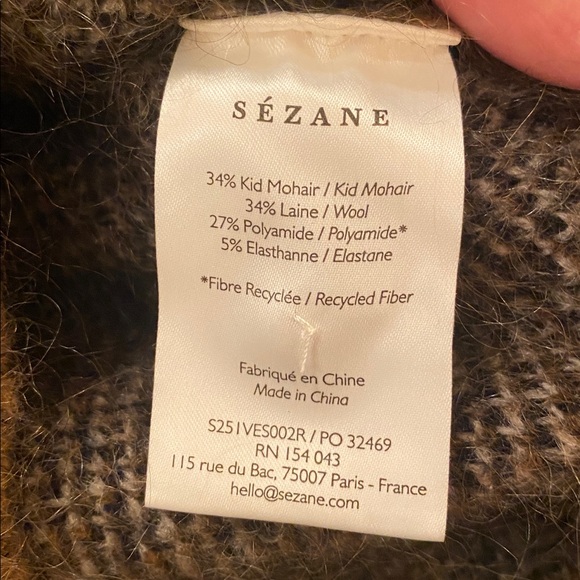 SÉZANE
34% Kid Mohair / Kid Mohair
34% Laine / Wool
27% Polyamide / Polyamide*
5% Elasthanne / Elastane
*Fibre Recyclée / Recycled Fiber
Fabriqué en Chine
Made in China
S251VES002R / PO 32469
RN 154 043
115 rue du Bac, 75007 Paris - France
hello@sezane.com